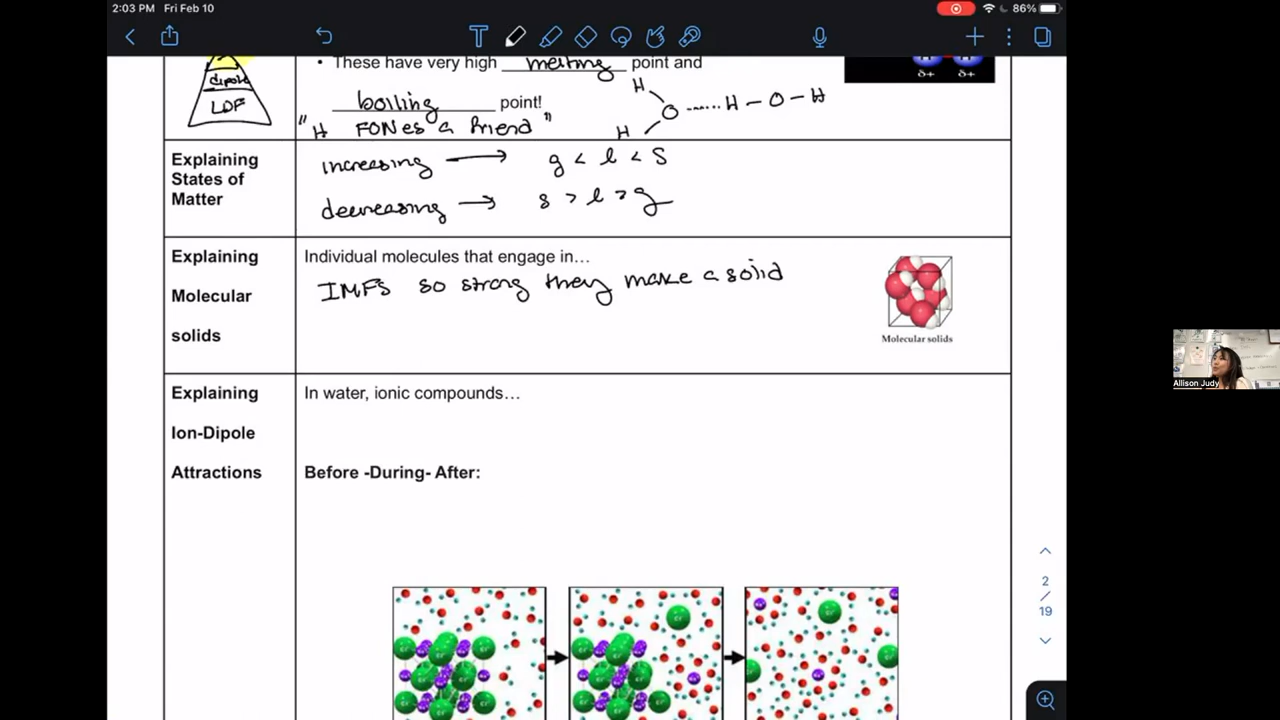 2:03 PM Fri Feb 10
86%
• These have very high melting point and
boiling point!
"H FONes a friend"
dipole
LDF
H
O ...... H - O - H
H
δ+ δ+
Explaining
States of
Matter
increasing → g < l < s
decreasing → s > l > g
Explaining
Molecular
solids
Individual molecules that engage in…
IMFs so strong they make a solid
Molecular solids
Explaining
Ion-Dipole
Attractions
In water, ionic compounds…
Before -During- After:
2
/
19
Allison Judy